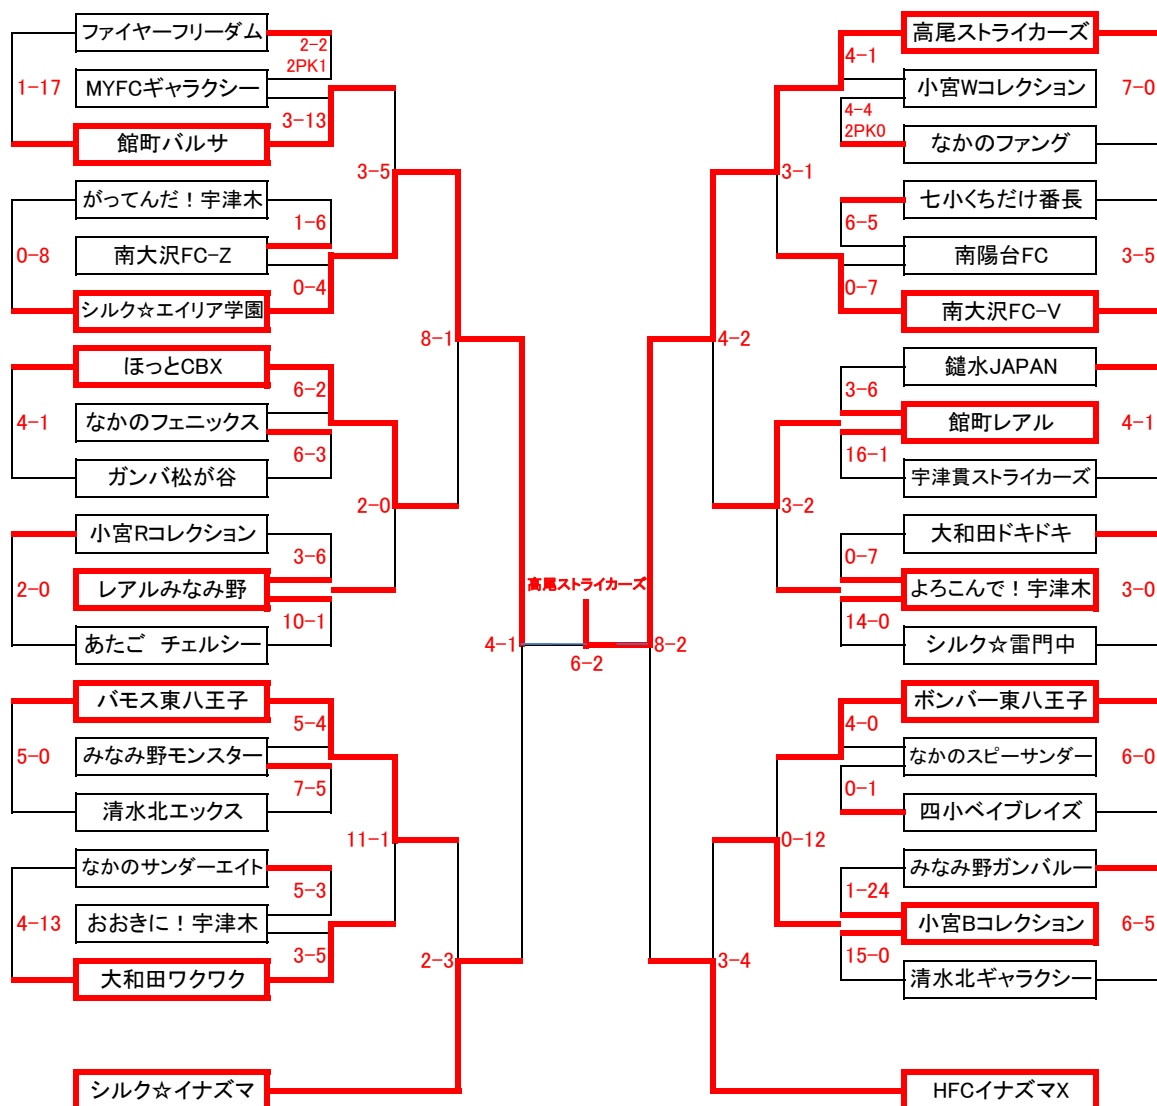 ファイヤーフリーダム
2-2
2PK1
1-17
MYFCギャラクシー
3-13
館町バルサ
3-5
がってんだ！宇津木
1-6
0-8
南大沢FC-Z
0-4
シルク☆エイリア学園
8-1
ほっとCBX
6-2
4-1
なかのフェニックス
6-3
ガンバ松が谷
2-0
小宮Rコレクション
3-6
2-0
レアルみなみ野
10-1
あたご　チェルシー
4-1
バモス東八王子
5-4
5-0
みなみ野モンスター
7-5
清水北エックス
11-1
なかのサンダーエイト
5-3
4-13
おおきに！宇津木
3-5
大和田ワクワク
2-3
シルク☆イナズマ
高尾ストライカーズ
6-2
高尾ストライカーズ
4-1
小宮Wコレクション
7-0
4-4
2PK0
なかのファング
3-1
七小くちだけ番長
6-5
南陽台FC
3-5
0-7
南大沢FC-V
4-2
鑓水JAPAN
3-6
館町レアル
4-1
16-1
宇津貫ストライカーズ
3-2
大和田ドキドキ
0-7
よろこんで！宇津木
3-0
14-0
シルク☆雷門中
8-2
ボンバー東八王子
4-0
なかのスピーサンダー
6-0
0-1
四小ベイブレイズ
0-12
みなみ野ガンバルー
1-24
小宮Bコレクション
6-5
15-0
清水北ギャラクシー
3-4
HFCイナズマX